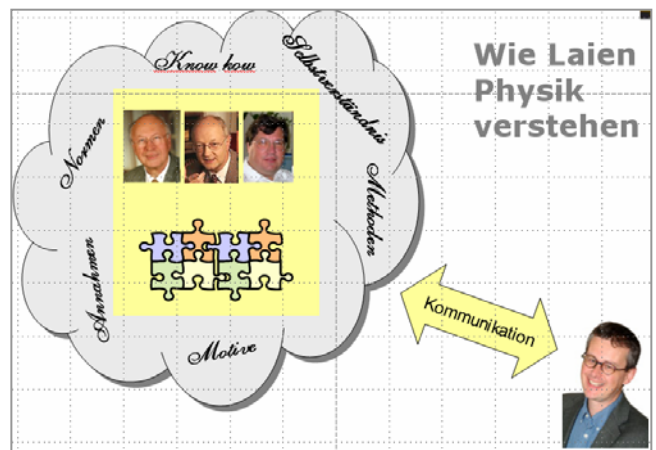 Wie Laien
Physik
verstehen
Know how
Selbstverständnis
Normen
Methoden
Annahmen
Motive
Kommunikation